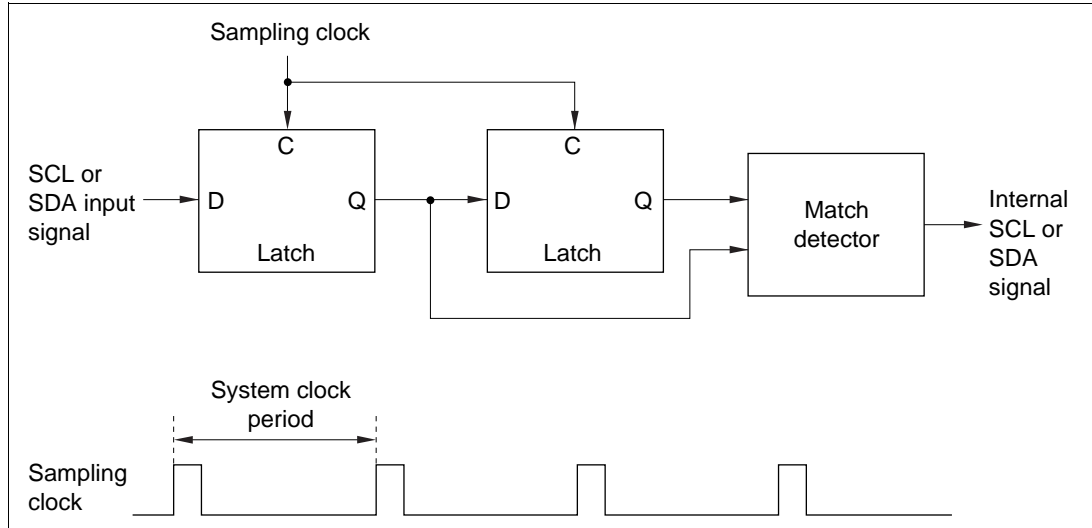 Sampling clock
C
C
SCL or
SDA input
signal
D
Q
Latch
D
Q
Latch
Match
detector
Internal
SCL or
SDA
signal
System clock
period
Sampling
clock